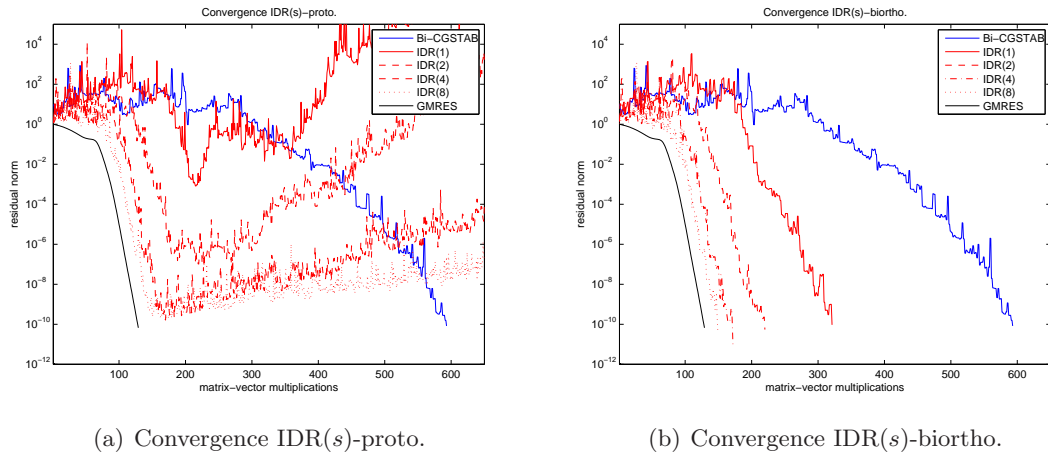 Convergence IDR(s)-proto.
10^4
10^2
10^0
10^-2
10^-4
10^-6
10^-8
10^-10
10^-12
residual norm
Bi-CGSTAB
IDR(1)
IDR(2)
IDR(4)
IDR(8)
GMRES
100 200 300 400 500 600
matrix-vector multiplications
(a) Convergence IDR(s)-proto.
Convergence IDR(s)-biortho.
10^4
10^2
10^0
10^-2
10^-4
10^-6
10^-8
10^-10
10^-12
residual norm
Bi-CGSTAB
IDR(1)
IDR(2)
IDR(4)
IDR(8)
GMRES
100 200 300 400 500 600
matrix-vector multiplications
(b) Convergence IDR(s)-biortho.